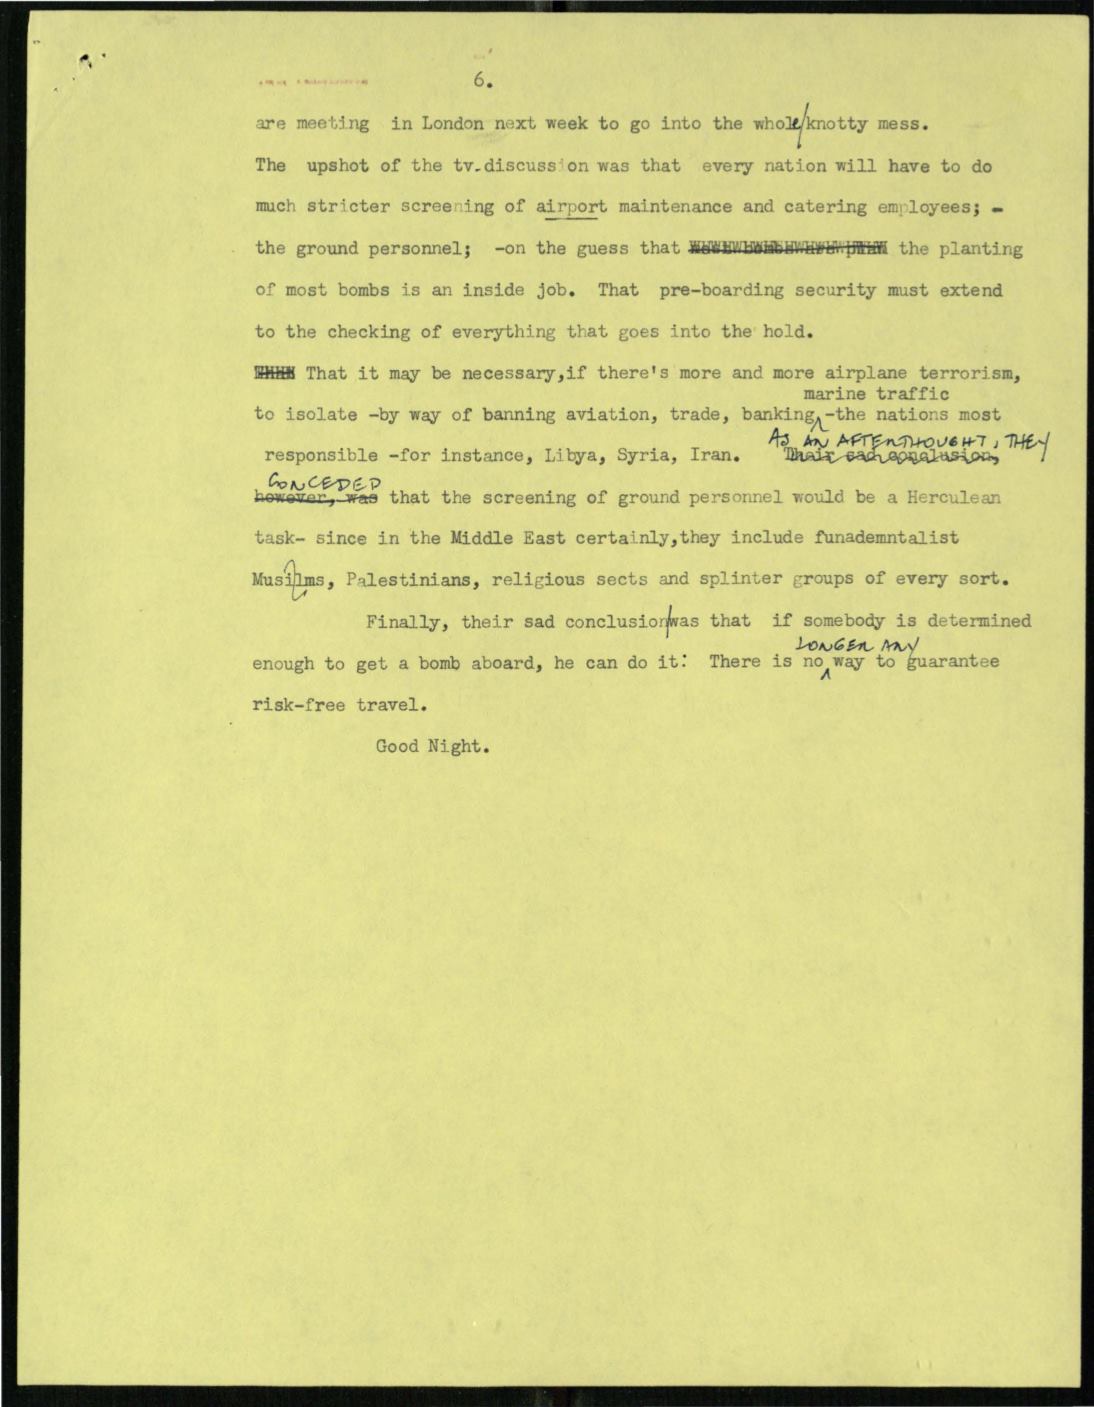 6.
are meeting in London next week to go into the whole/knotty mess.
The upshot of the tv.discussion was that every nation will have to do
much stricter screening of airport maintenance and catering employees; -
the ground personnel; -on the guess that the planting
of most bombs is an inside job. That pre-boarding security must extend
to the checking of everything that goes into the hold.
That it may be necessary,if there's more and more airplane terrorism,
marine traffic
to isolate -by way of banning aviation, trade, banking -the nations most
AS AN AFTERTHOUGHT, THEY
responsible -for instance, Libya, Syria, Iran. Their sad conclusion,
CONCEDED
however, was that the screening of ground personnel would be a Herculean
task- since in the Middle East certainly,they include funademntalist
Musilms, Palestinians, religious sects and splinter groups of every sort.
Finally, their sad conclusion/was that if somebody is determined
LONGER ANY
enough to get a bomb aboard, he can do it: There is no way to guarantee
risk-free travel.
Good Night.